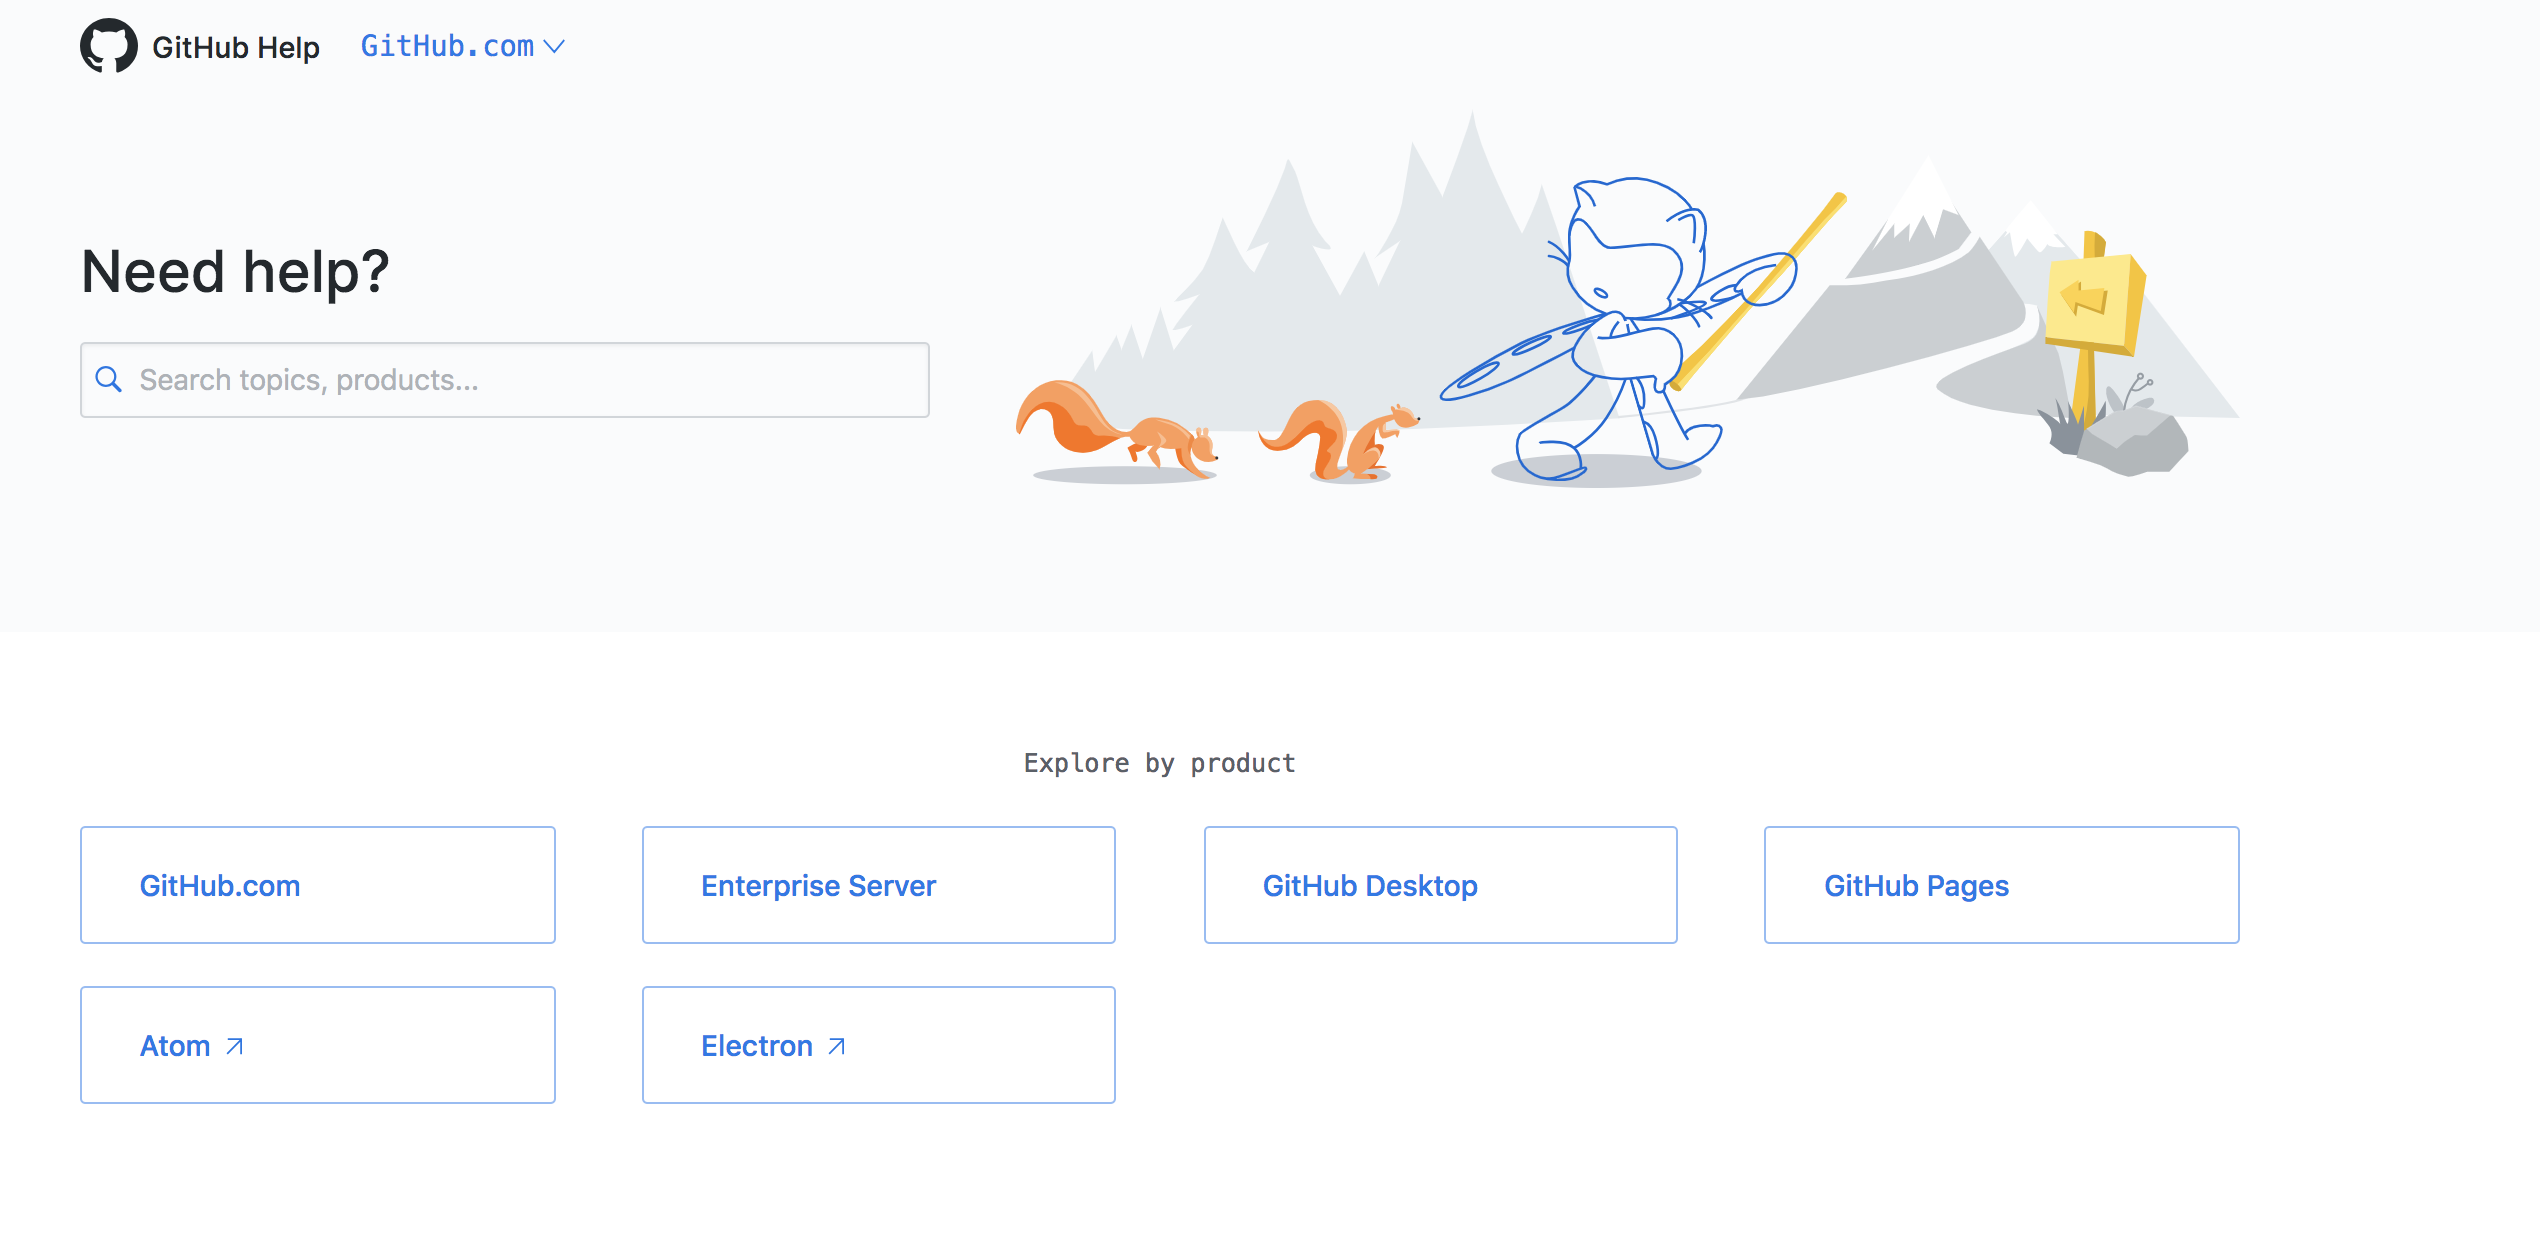 GitHub Help GitHub.com
Need help?
Search topics, products...
Explore by product
GitHub.com
Enterprise Server
GitHub Desktop
GitHub Pages
Atom
Electron